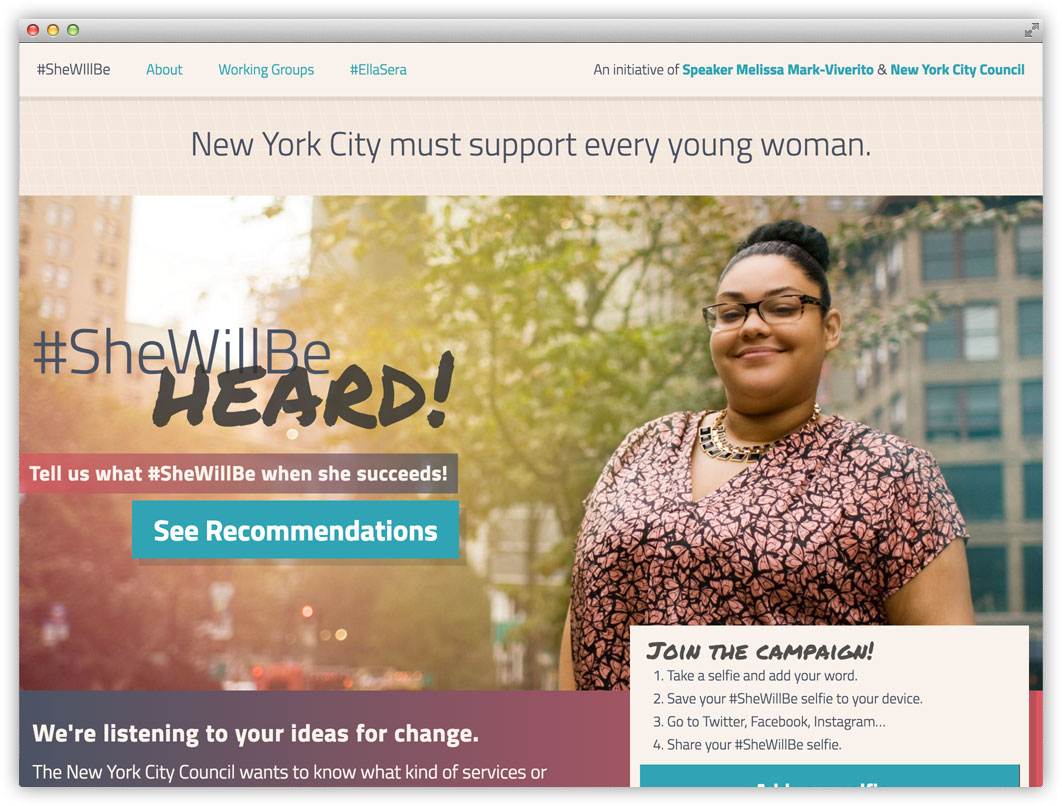 #SheWIllBe About Working Groups #EllaSera An initiative of Speaker Melissa Mark-Viverito & New York City Council
New York City must support every young woman.
#SheWillBe
HEARD!
Tell us what #SheWillBe when she succeeds!
See Recommendations
We're listening to your ideas for change.
The New York City Council wants to know what kind of services or
JOIN THE CAMPAIGN!
1. Take a selfie and add your word.
2. Save your #SheWillBe selfie to your device.
3. Go to Twitter, Facebook, Instagram...
4. Share your #SheWillBe selfie.